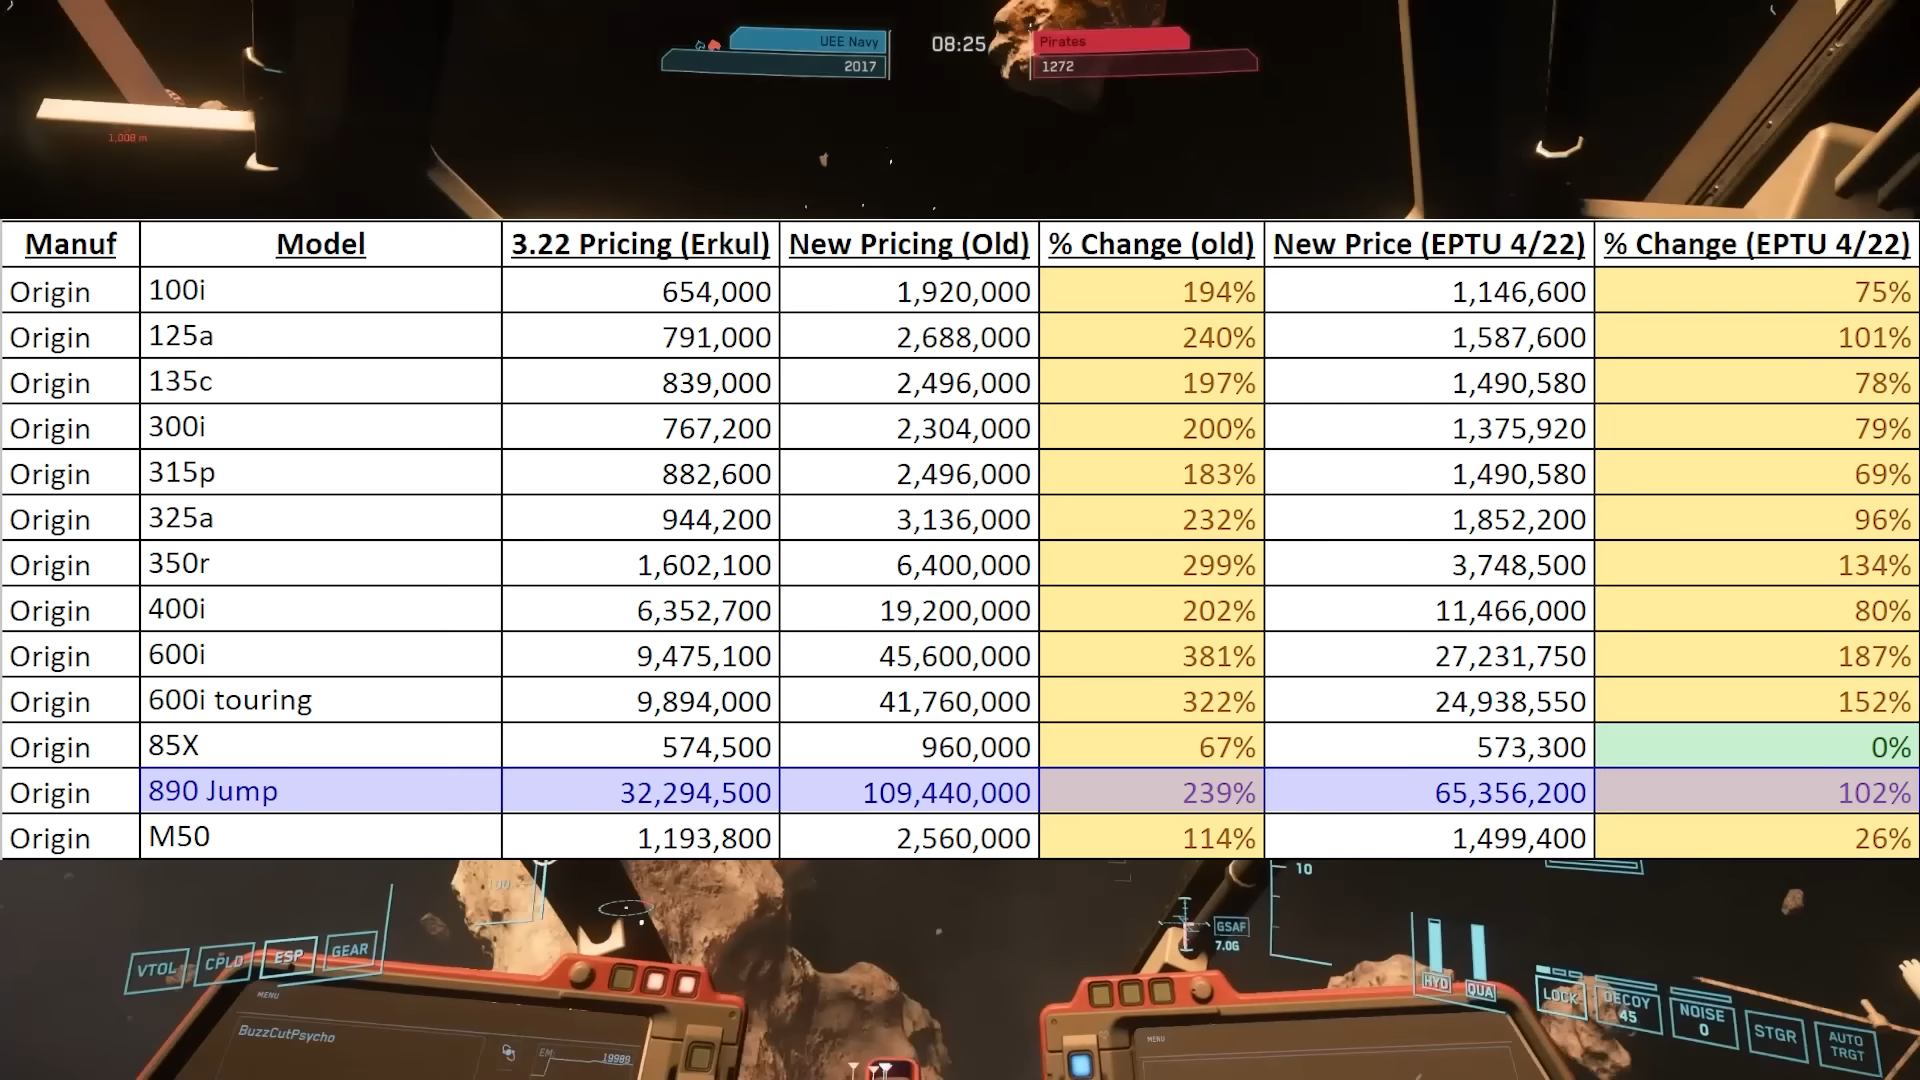 UEE Navy 08:25 Pirates
2017 1272
1,008 m
Manuf Model 3.22 Pricing (Erkul) New Pricing (Old) % Change (old) New Price (EPTU 4/22) % Change (EPTU 4/22)
Origin 100i 654,000 1,920,000 194% 1,146,600 75%
Origin 125a 791,000 2,688,000 240% 1,587,600 101%
Origin 135c 839,000 2,496,000 197% 1,490,580 78%
Origin 300i 767,200 2,304,000 200% 1,375,920 79%
Origin 315p 882,600 2,496,000 183% 1,490,580 69%
Origin 325a 944,200 3,136,000 232% 1,852,200 96%
Origin 350r 1,602,100 6,400,000 299% 3,748,500 134%
Origin 400i 6,352,700 19,200,000 202% 11,466,000 80%
Origin 600i 9,475,100 45,600,000 381% 27,231,750 187%
Origin 600i touring 9,894,000 41,760,000 322% 24,938,550 152%
Origin 85X 574,500 960,000 67% 573,300 0%
Origin 890 Jump 32,294,500 109,440,000 239% 65,356,200 102%
Origin M50 1,193,800 2,560,000 114% 1,499,400 26%
10
GSAF
7.0G
VTOL CPLD ESP GEAR
HYD QUA
LOCK DECOY 45 NOISE 0 STGR AUTO TRGT
MENU
BuzzCutPsycho
EM: 19999
MENU